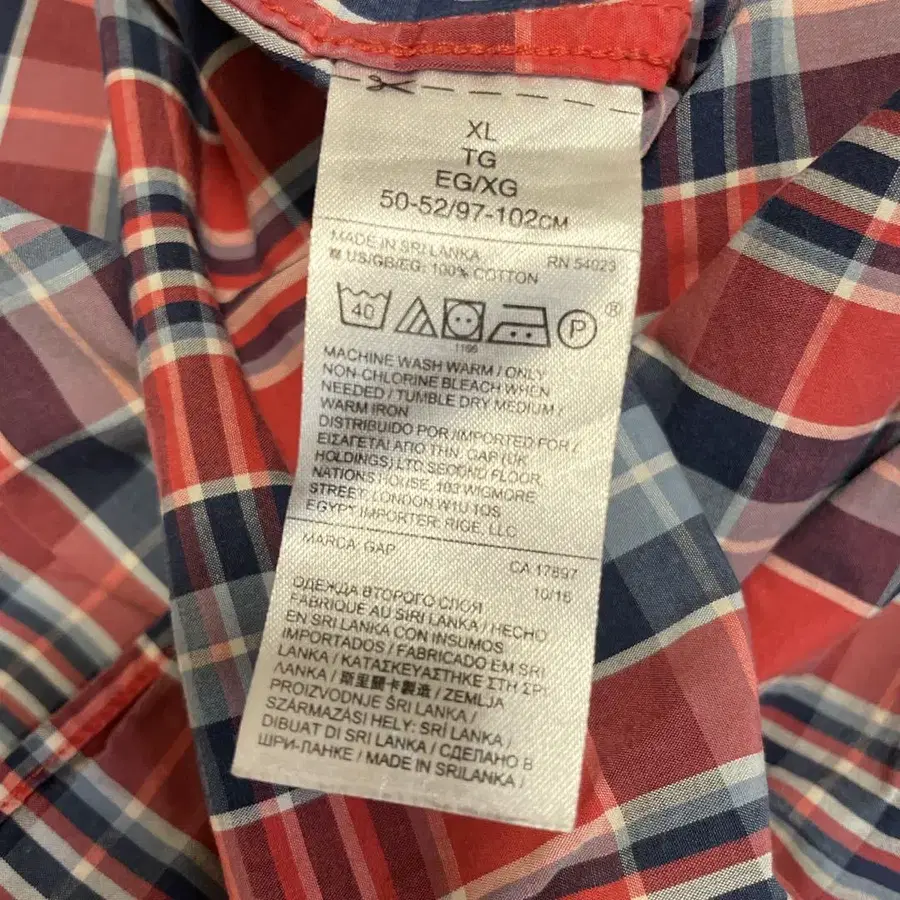 XL
TG
EG/XG
50-52/97-102CM
MADE IN SRI LANKA RN 54023
US/GB/EG: 100% COTTON
40 P ®
1166
MACHINE WASH WARM / ONLY
NON-CHLORINE BLEACH WHEN
NEEDED / TUMBLE DRY MEDIUM /
WARM IRON
DISTRIBUIDO POR /IMPORTED FOR /
ΕΙΣΑΓΕΤΑΙ ΑΠΟ ΤΗΝ: GAP (UK
HOLDINGS) LTD SECOND FLOOR
NATIONS HOUSE, 103 WIGMORE
STREET, LONDON W1U 1QS
EGYPT IMPORTER: RIGE, LLC
MARCA: GAP CA 17897
10/16
ОДЕЖДА ВТОРОГО СЛОЯ
FABRIQUE AU SIRI LANKA / HECHO
EN SRI LANKA CON INSUMOS
IMPORTADOS / FABRICADO EM SRI
LANKA / ΚΑΤΑΣΚΕΥΑΣΤΗΚΕ ΣΤΗ ΣΡΙ
ΛΑΝΚΑ / 斯里蘭卡製造 / ZEMLJA
PROIZVODNJE ŠRI LANKA /
SZÁRMAZÁSI HELY: SRÍ LANKA /
DIBUAT DI SRI LANKA / СДЕЛАНО В
ШРИ-ЛАНКЕ / MADE IN SRILANKA /